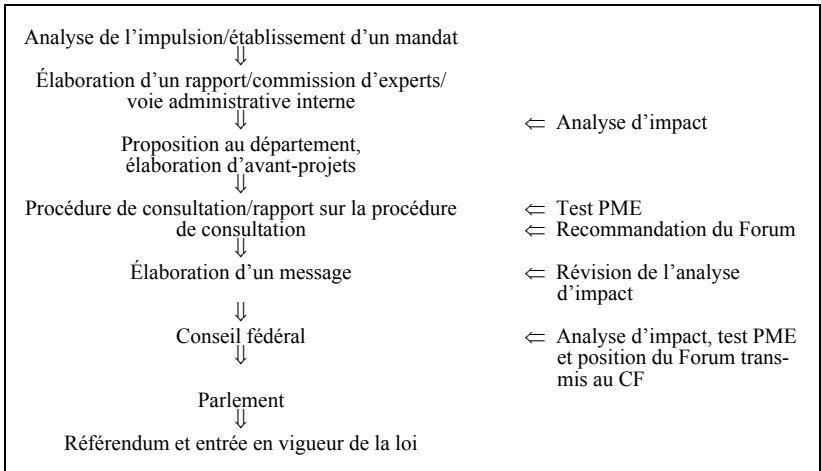 Analyse de l’impulsion/établissement d’un mandat
⇓
Élaboration d’un rapport/commission d’experts/
voie administrative interne
⇓
⇐ Analyse d’impact
Proposition au département,
élaboration d’avant-projets
⇓
Procédure de consultation/rapport sur la procédure
de consultation
⇐ Test PME
⇐ Recommandation du Forum
⇓
Élaboration d’un message
⇐ Révision de l’analyse
d’impact
⇓
Conseil fédéral
⇐ Analyse d’impact, test PME
et position du Forum trans-
mis au CF
⇓
Parlement
⇓
Référendum et entrée en vigueur de la loi